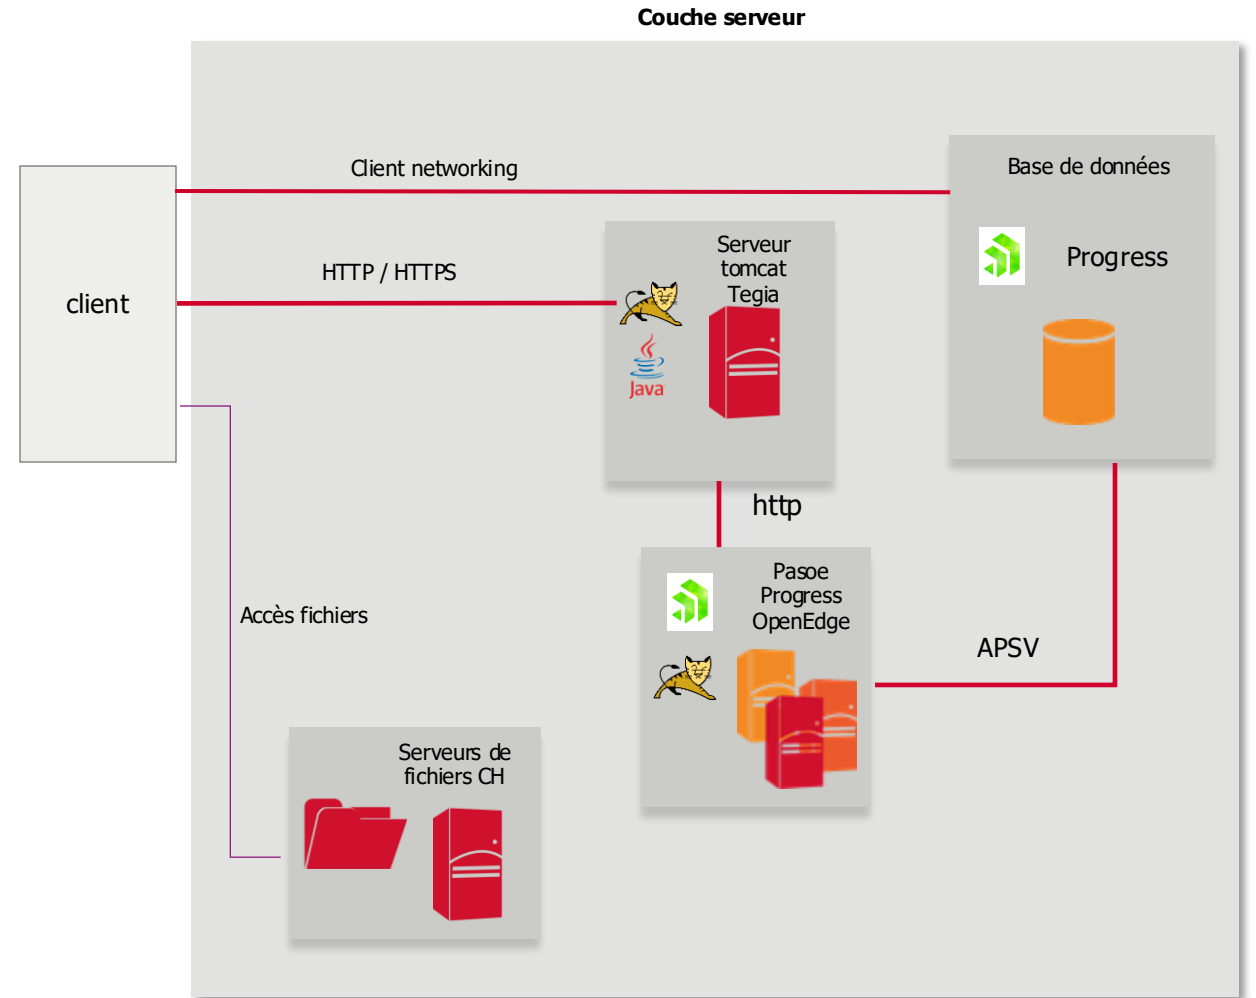 Couche serveur
Client networking
Base de données
Progress
client
HTTP / HTTPS
Serveur
tomcat
Tegia
Java
http
Pasoe
Progress
OpenEdge
APSV
Accès fichiers
Serveurs de
fichiers CH